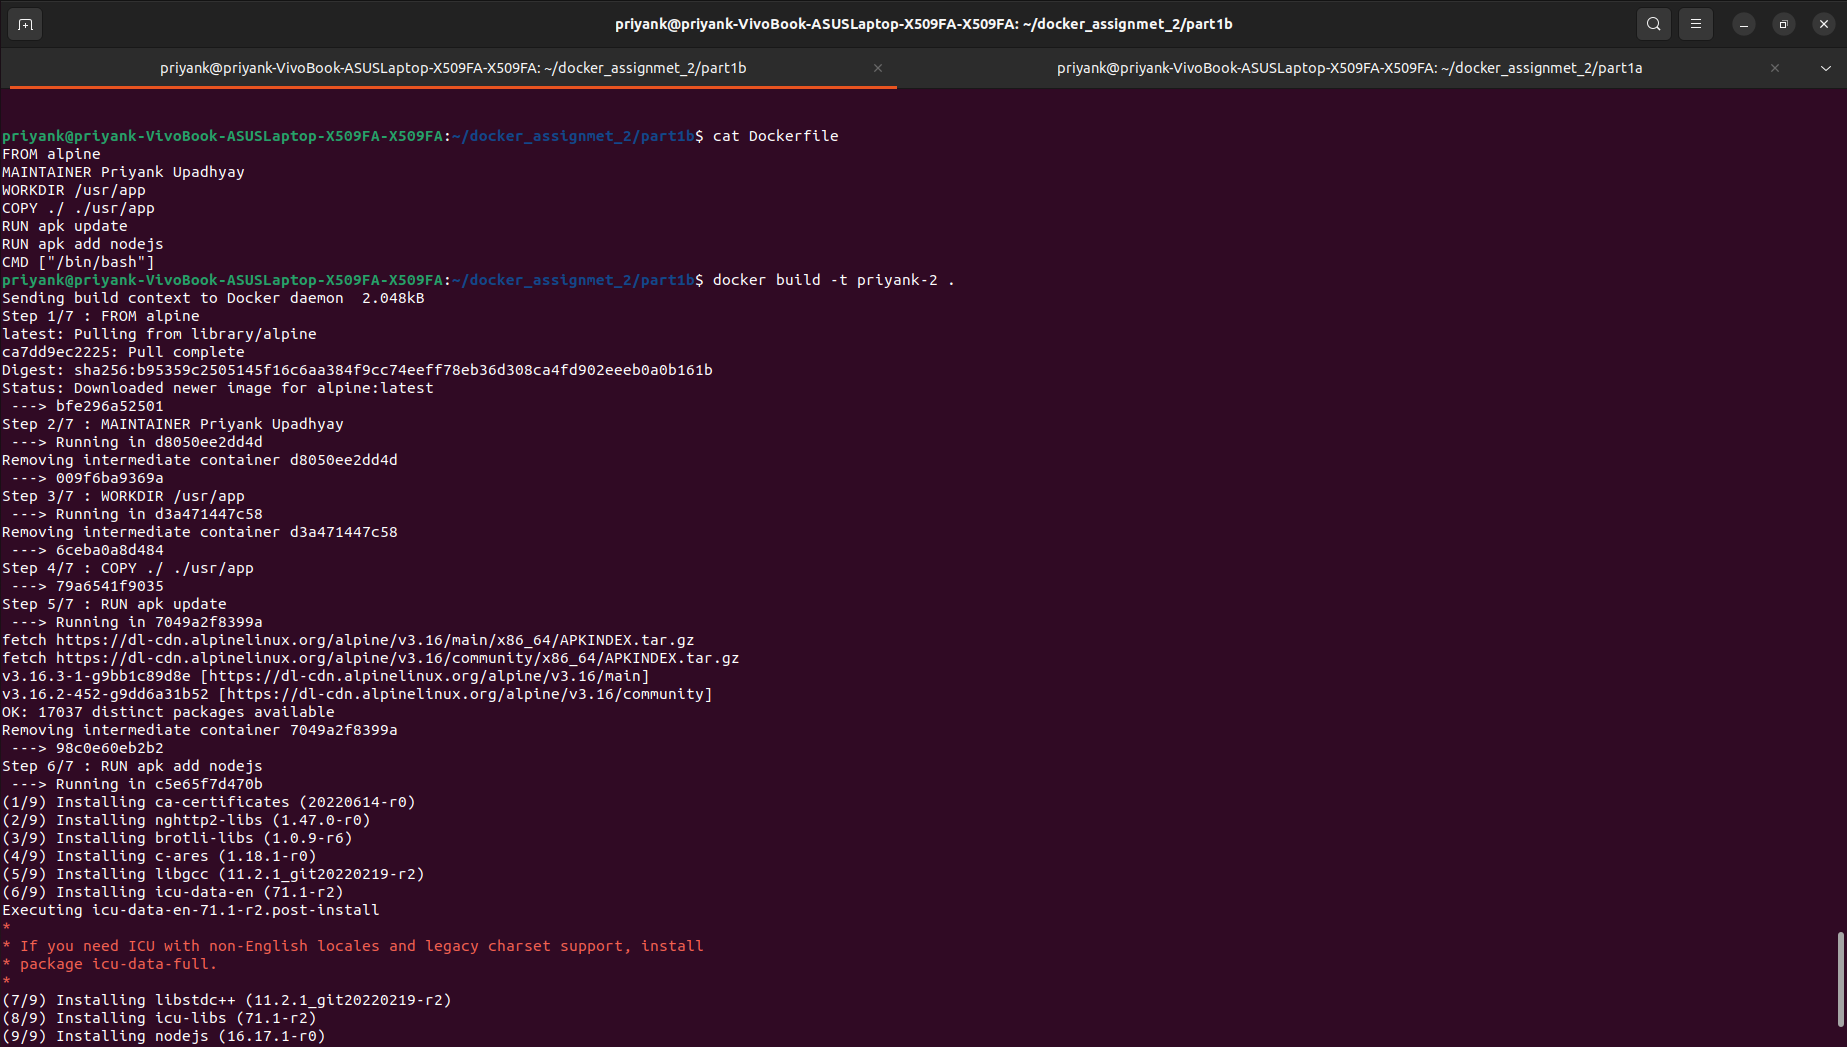 priyank@priyank-VivoBook-ASUSLaptop-X509FA-X509FA: ~/docker_assignmet_2/part1b
priyank@priyank-VivoBook-ASUSLaptop-X509FA-X509FA: ~/docker_assignmet_2/part1b
priyank@priyank-VivoBook-ASUSLaptop-X509FA-X509FA: ~/docker_assignmet_2/part1a
priyank@priyank-VivoBook-ASUSLaptop-X509FA-X509FA:~/docker_assignmet_2/part1b$ cat Dockerfile
FROM alpine
MAINTAINER Priyank Upadhyay
WORKDIR /usr/app
COPY ./ ./usr/app
RUN apk update
RUN apk add nodejs
CMD ["/bin/bash"]
priyank@priyank-VivoBook-ASUSLaptop-X509FA-X509FA:~/docker_assignmet_2/part1b$ docker build -t priyank-2 .
Sending build context to Docker daemon  2.048kB
Step 1/7 : FROM alpine
latest: Pulling from library/alpine
ca7dd9ec2225: Pull complete
Digest: sha256:b95359c2505145f16c6aa384f9cc74eeff78eb36d308ca4fd902eeeb0a0b161b
Status: Downloaded newer image for alpine:latest
 ---> bfe296a52501
Step 2/7 : MAINTAINER Priyank Upadhyay
 ---> Running in d8050ee2dd4d
Removing intermediate container d8050ee2dd4d
 ---> 009f6ba9369a
Step 3/7 : WORKDIR /usr/app
 ---> Running in d3a471447c58
Removing intermediate container d3a471447c58
 ---> 6ceba0a8d484
Step 4/7 : COPY ./ ./usr/app
 ---> 79a6541f9035
Step 5/7 : RUN apk update
 ---> Running in 7049a2f8399a
fetch https://dl-cdn.alpinelinux.org/alpine/v3.16/main/x86_64/APKINDEX.tar.gz
fetch https://dl-cdn.alpinelinux.org/alpine/v3.16/community/x86_64/APKINDEX.tar.gz
v3.16.3-1-g9bb1c89d8e [https://dl-cdn.alpinelinux.org/alpine/v3.16/main]
v3.16.2-452-g9dd6a31b52 [https://dl-cdn.alpinelinux.org/alpine/v3.16/community]
OK: 17037 distinct packages available
Removing intermediate container 7049a2f8399a
 ---> 98c0e60eb2b2
Step 6/7 : RUN apk add nodejs
 ---> Running in c5e65f7d470b
(1/9) Installing ca-certificates (20220614-r0)
(2/9) Installing nghttp2-libs (1.47.0-r0)
(3/9) Installing brotli-libs (1.0.9-r6)
(4/9) Installing c-ares (1.18.1-r0)
(5/9) Installing libgcc (11.2.1_git20220219-r2)
(6/9) Installing icu-data-en (71.1-r2)
Executing icu-data-en-71.1-r2.post-install
*
* If you need ICU with non-English locales and legacy charset support, install
* package icu-data-full.
*
(7/9) Installing libstdc++ (11.2.1_git20220219-r2)
(8/9) Installing icu-libs (71.1-r2)
(9/9) Installing nodejs (16.17.1-r0)